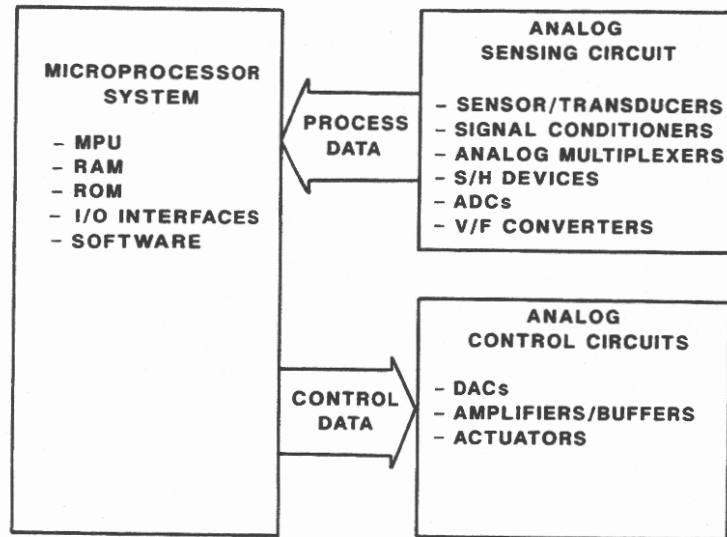 MICROPROCESSOR
SYSTEM
- MPU
- RAM
- ROM
- I/O INTERFACES
- SOFTWARE
PROCESS
DATA
ANALOG
SENSING CIRCUIT
- SENSOR/TRANSDUCERS
- SIGNAL CONDITIONERS
- ANALOG MULTIPLEXERS
- S/H DEVICES
- ADCs
- V/F CONVERTERS
CONTROL
DATA
ANALOG
CONTROL CIRCUITS
- DACs
- AMPLIFIERS/BUFFERS
- ACTUATORS